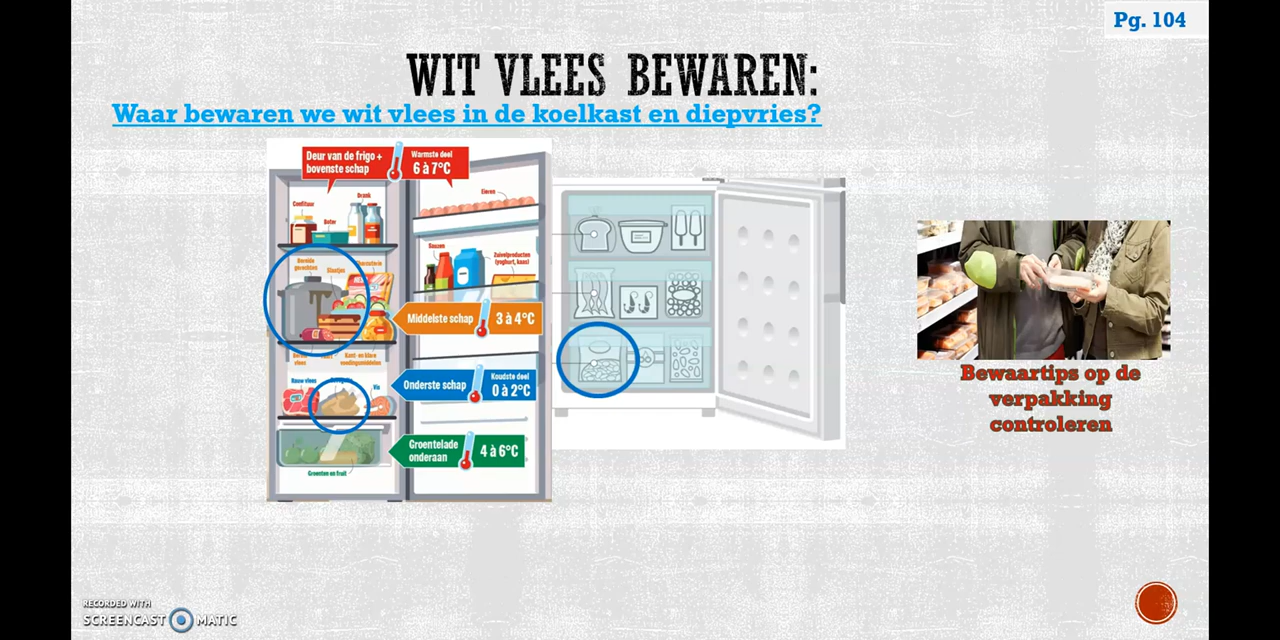 Pg. 104
WIT VLEES BEWAREN:
Waar bewaren we wit vlees in de koelkast en diepvries?
Deur van de frigo +
bovenste schap
Warmste deel
6 à 7°C
Confituur
Boter
Drank
Eieren
Sauzen
Zuivelproducten
(yoghurt, kaas)
Bereide
gerechten
Slaatjes
Charcuterie
Middelste schap
3 à 4°C
Kant- en klare
voedingsmiddelen
Rauw vlees
Vis
Onderste schap
Koudste deel
0 à 2°C
Groentelade
onderaan
4 à 6°C
Groenten en fruit
Bewaartips op de
verpakking
controleren
RECORDED WITH
SCREENCAST MATIC